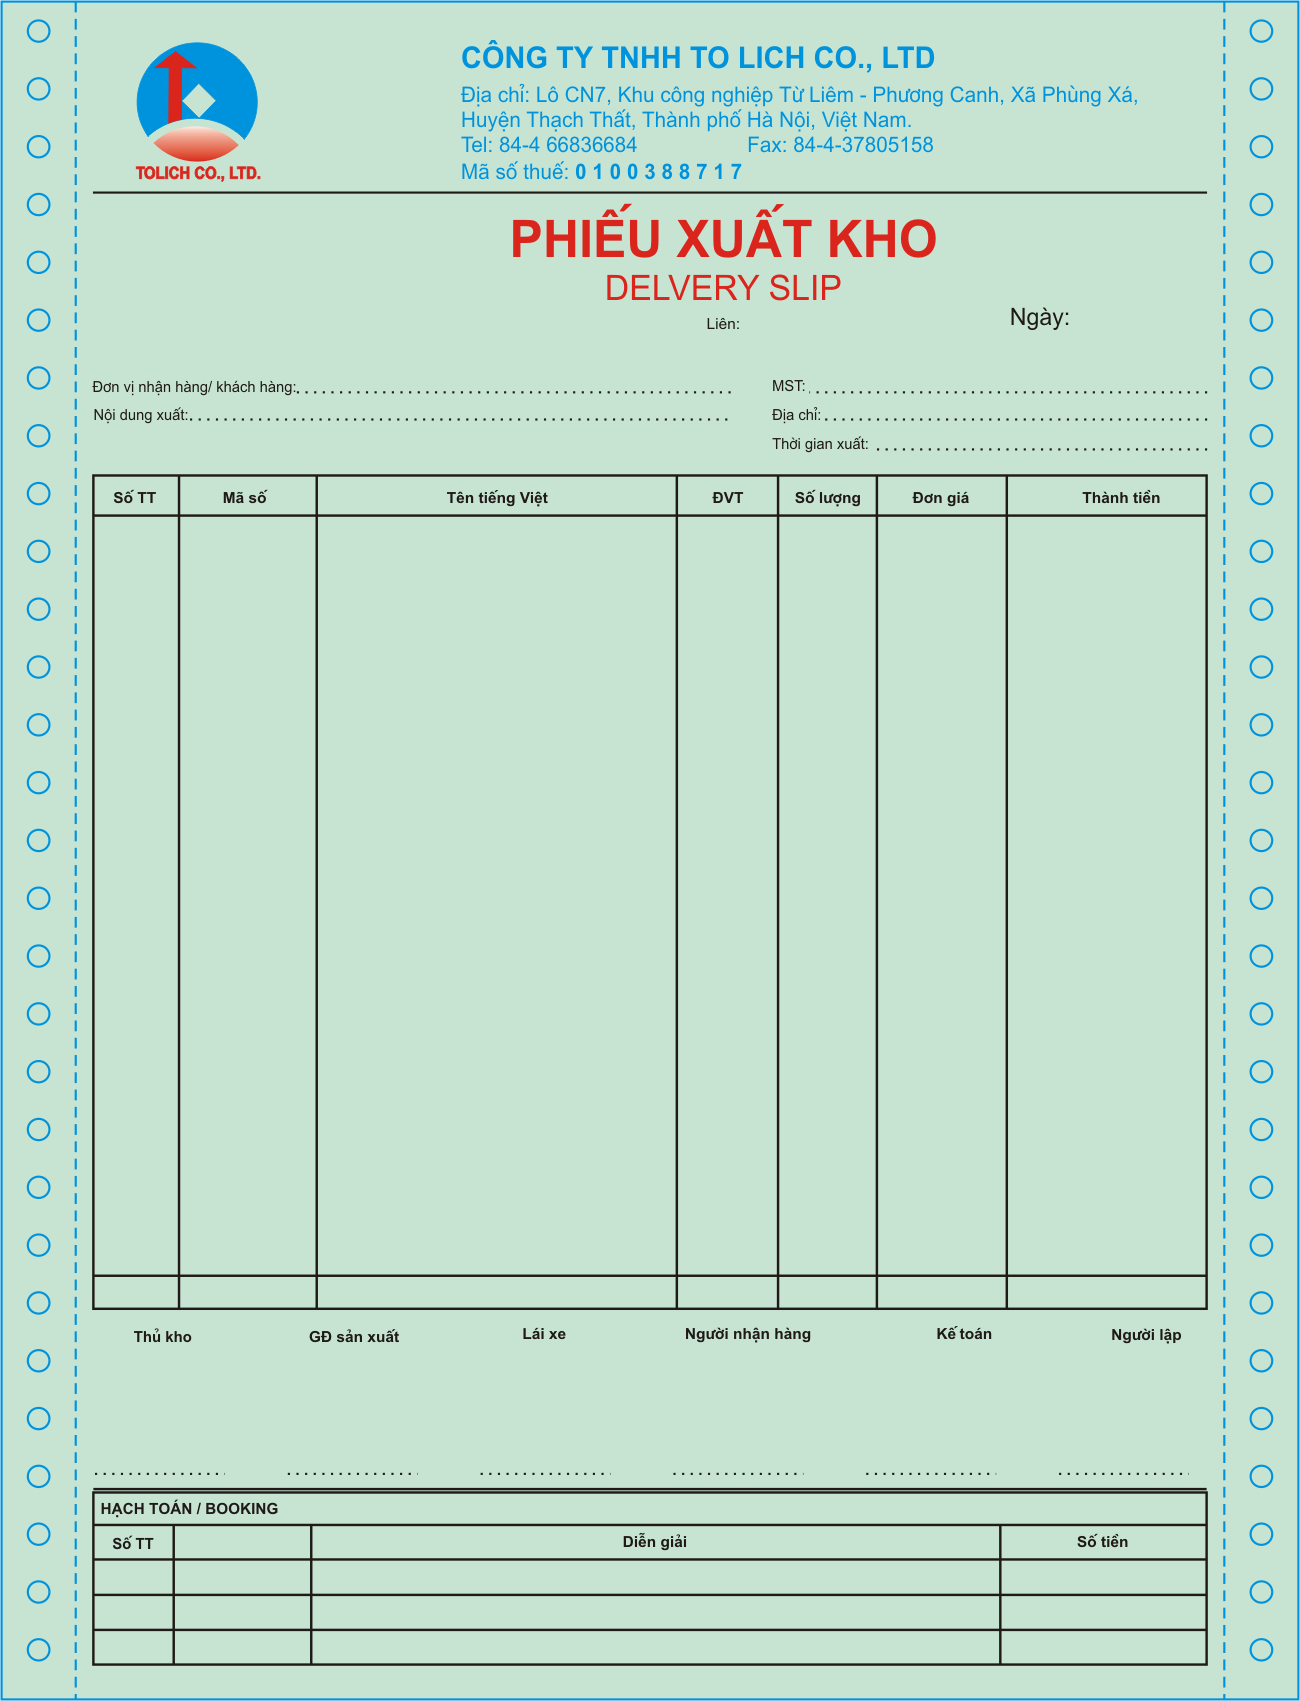 TOLICH CO., LTD.
CÔNG TY TNHH TO LICH CO., LTD
Địa chỉ: Lô CN7, Khu công nghiệp Từ Liêm - Phương Canh, Xã Phùng Xá,
Huyện Thạch Thất, Thành phố Hà Nội, Việt Nam.
Tel: 84-4 66836684 Fax: 84-4-37805158
Mã số thuế: 0 1 0 0 3 8 8 7 1 7
PHIẾU XUẤT KHO
DELVERY SLIP
Liên:
Ngày:
Đơn vị nhận hàng/ khách hàng:
MST:
Nội dung xuất:
Địa chỉ:
Thời gian xuất:
Số TT Mã số Tên tiếng Việt ĐVT Số lượng Đơn giá Thành tiền
Thủ kho GĐ sản xuất Lái xe Người nhận hàng Kế toán Người lập
HẠCH TOÁN / BOOKING
Số TT Diễn giải Số tiền